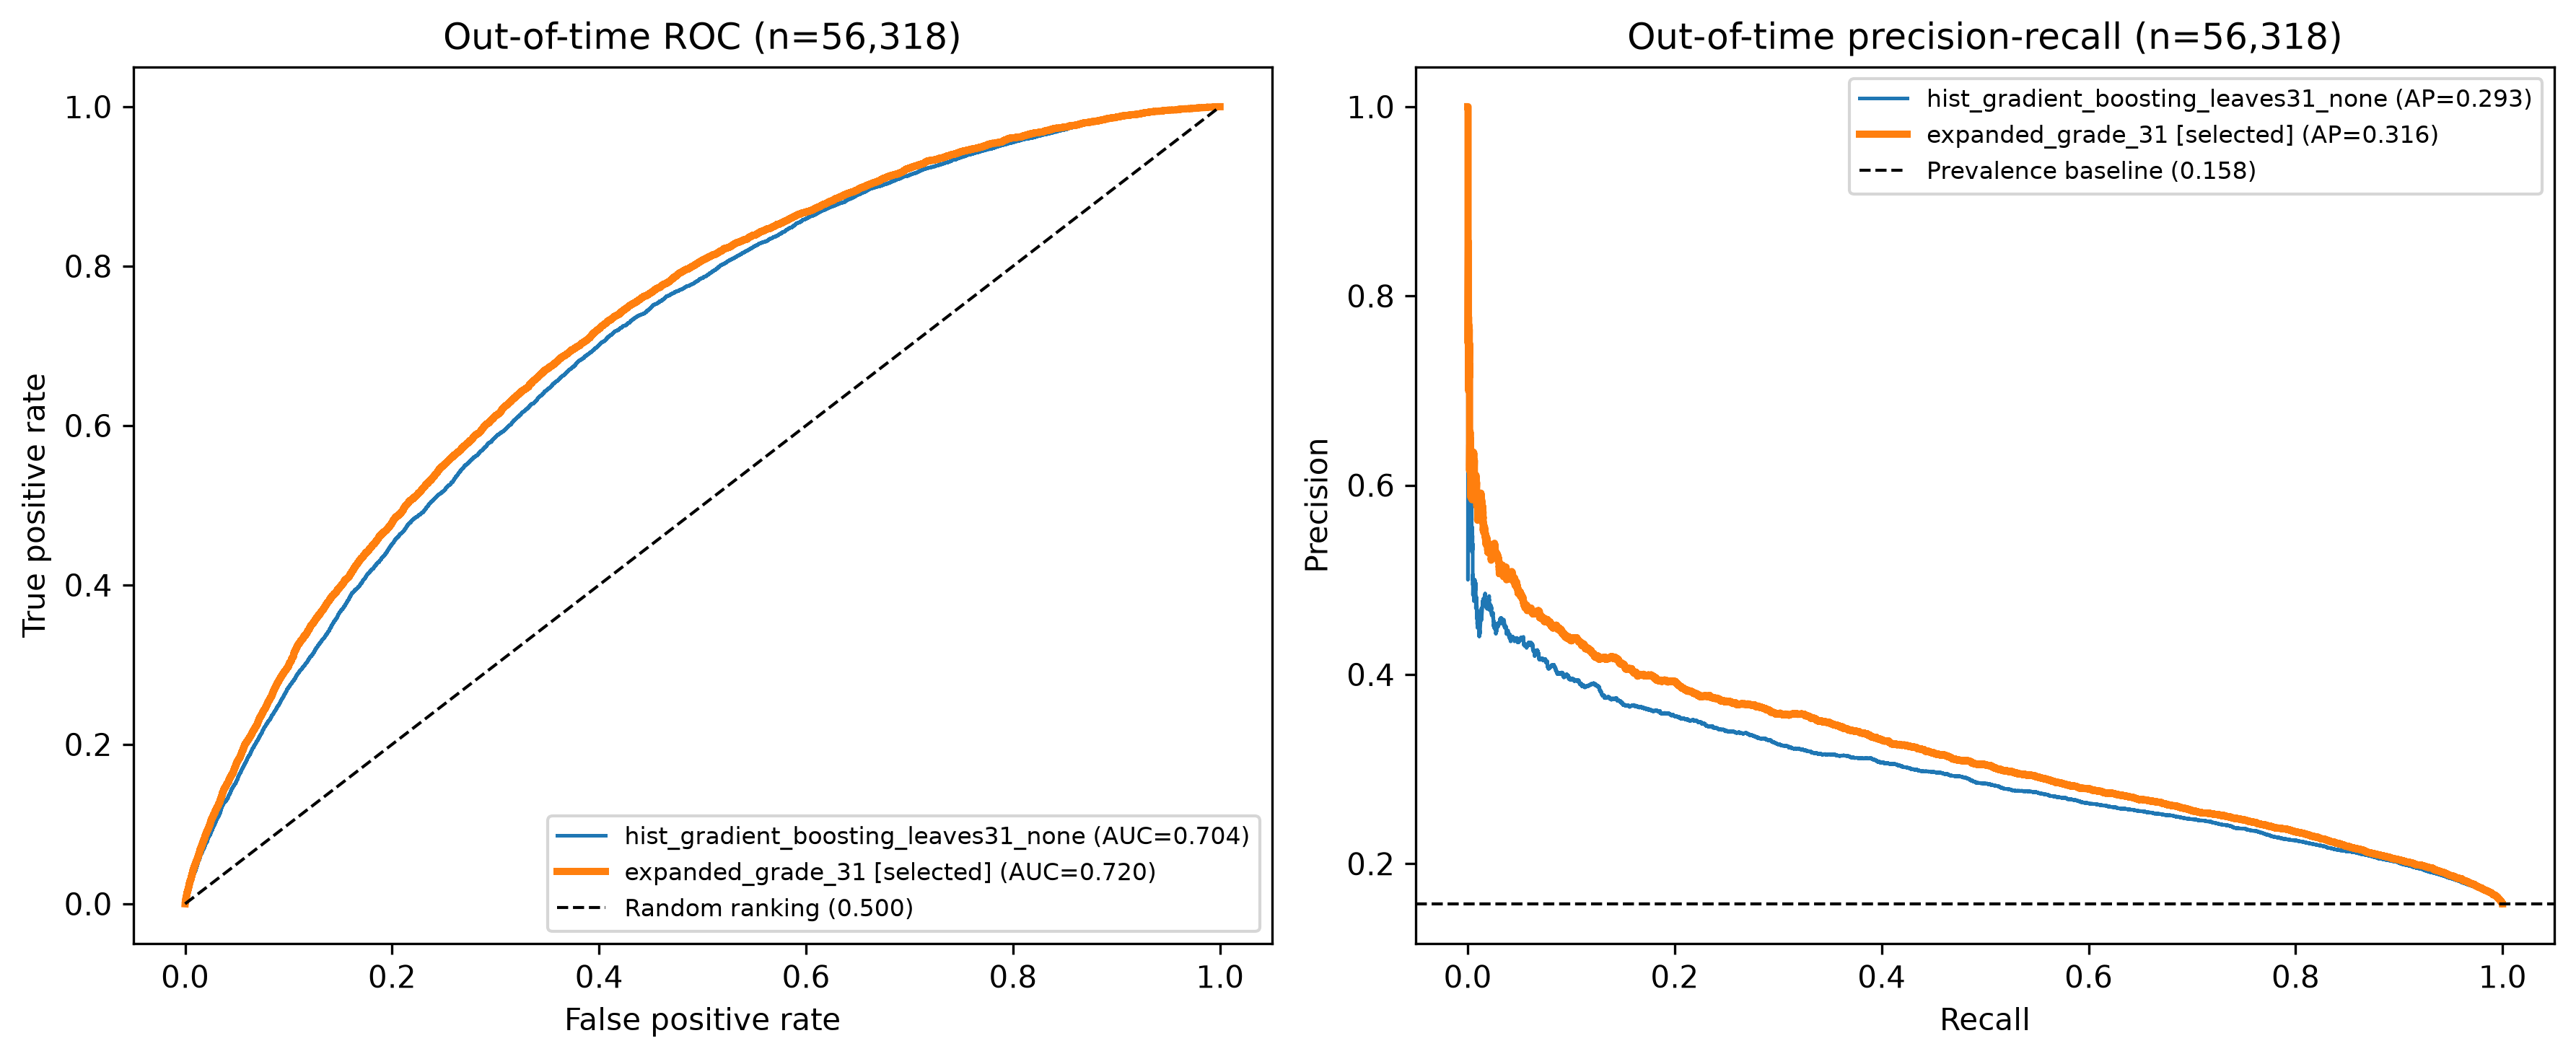 Out-of-time ROC (n=56,318)
True positive rate
1.0
0.8
0.6
0.4
0.2
0.0
hist_gradient_boosting_leaves31_none (AUC=0.704)
expanded_grade_31 [selected] (AUC=0.720)
Random ranking (0.500)
0.0 0.2 0.4 0.6 0.8 1.0
False positive rate
Out-of-time precision-recall (n=56,318)
Precision
1.0
0.8
0.6
0.4
0.2
hist_gradient_boosting_leaves31_none (AP=0.293)
expanded_grade_31 [selected] (AP=0.316)
Prevalence baseline (0.158)
0.0 0.2 0.4 0.6 0.8 1.0
Recall